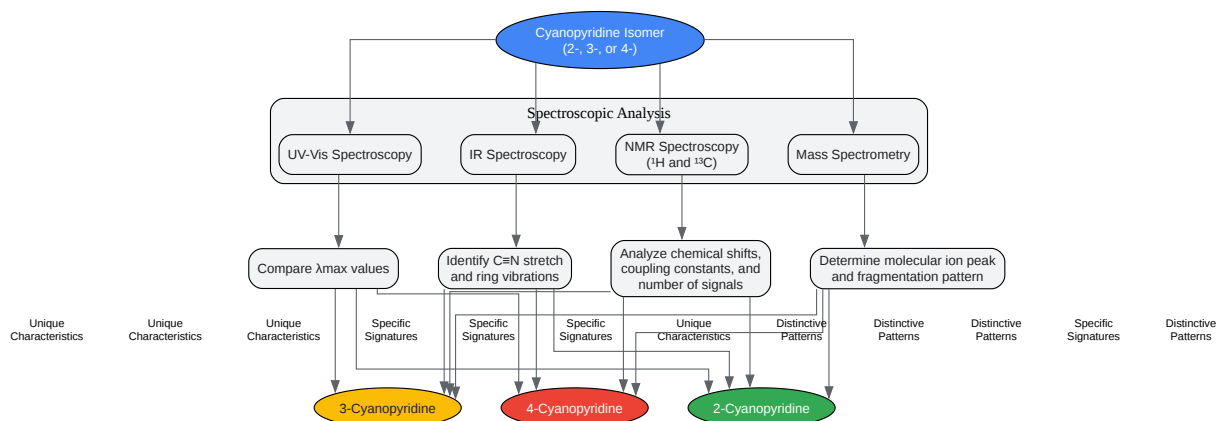 Cyanopyridine Isomer
(2-, 3-, or 4-)
Spectroscopic Analysis
UV-Vis Spectroscopy
IR Spectroscopy
NMR Spectroscopy
(¹H and ¹³C)
Mass Spectrometry
Compare λmax values
Identify C≡N stretch
and ring vibrations
Analyze chemical shifts,
coupling constants, and
number of signals
Determine molecular ion peak
and fragmentation pattern
Unique
Characteristics
Unique
Characteristics
Unique
Characteristics
Specific
Signatures
Specific
Signatures
Specific
Signatures
Unique
Characteristics
Distinctive
Patterns
Distinctive
Patterns
Distinctive
Patterns
Specific
Signatures
Distinctive
Patterns
3-Cyanopyridine
4-Cyanopyridine
2-Cyanopyridine